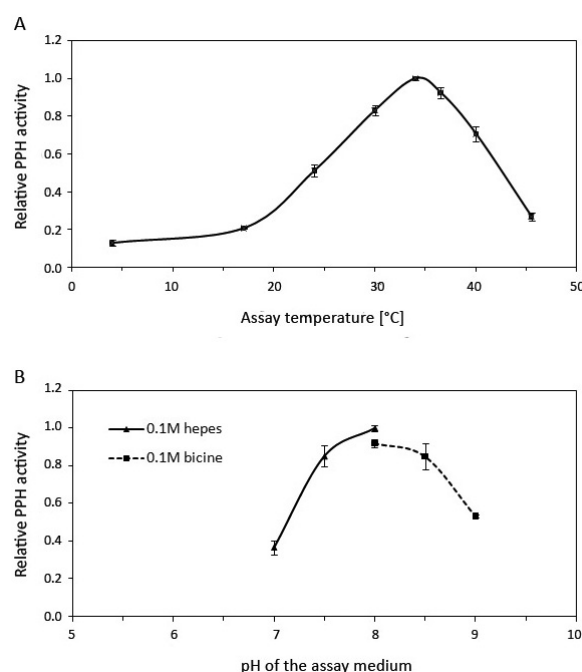 A
1.2
1.0
0.8
0.6
0.4
0.2
0.0
Relative PPH activity
0 10 20 30 40 50
Assay temperature [°C]
B
1.2
1.0
0.8
0.6
0.4
0.2
0.0
Relative PPH activity
0.1M hepes
0.1M bicine
5 6 7 8 9 10
pH of the assay medium